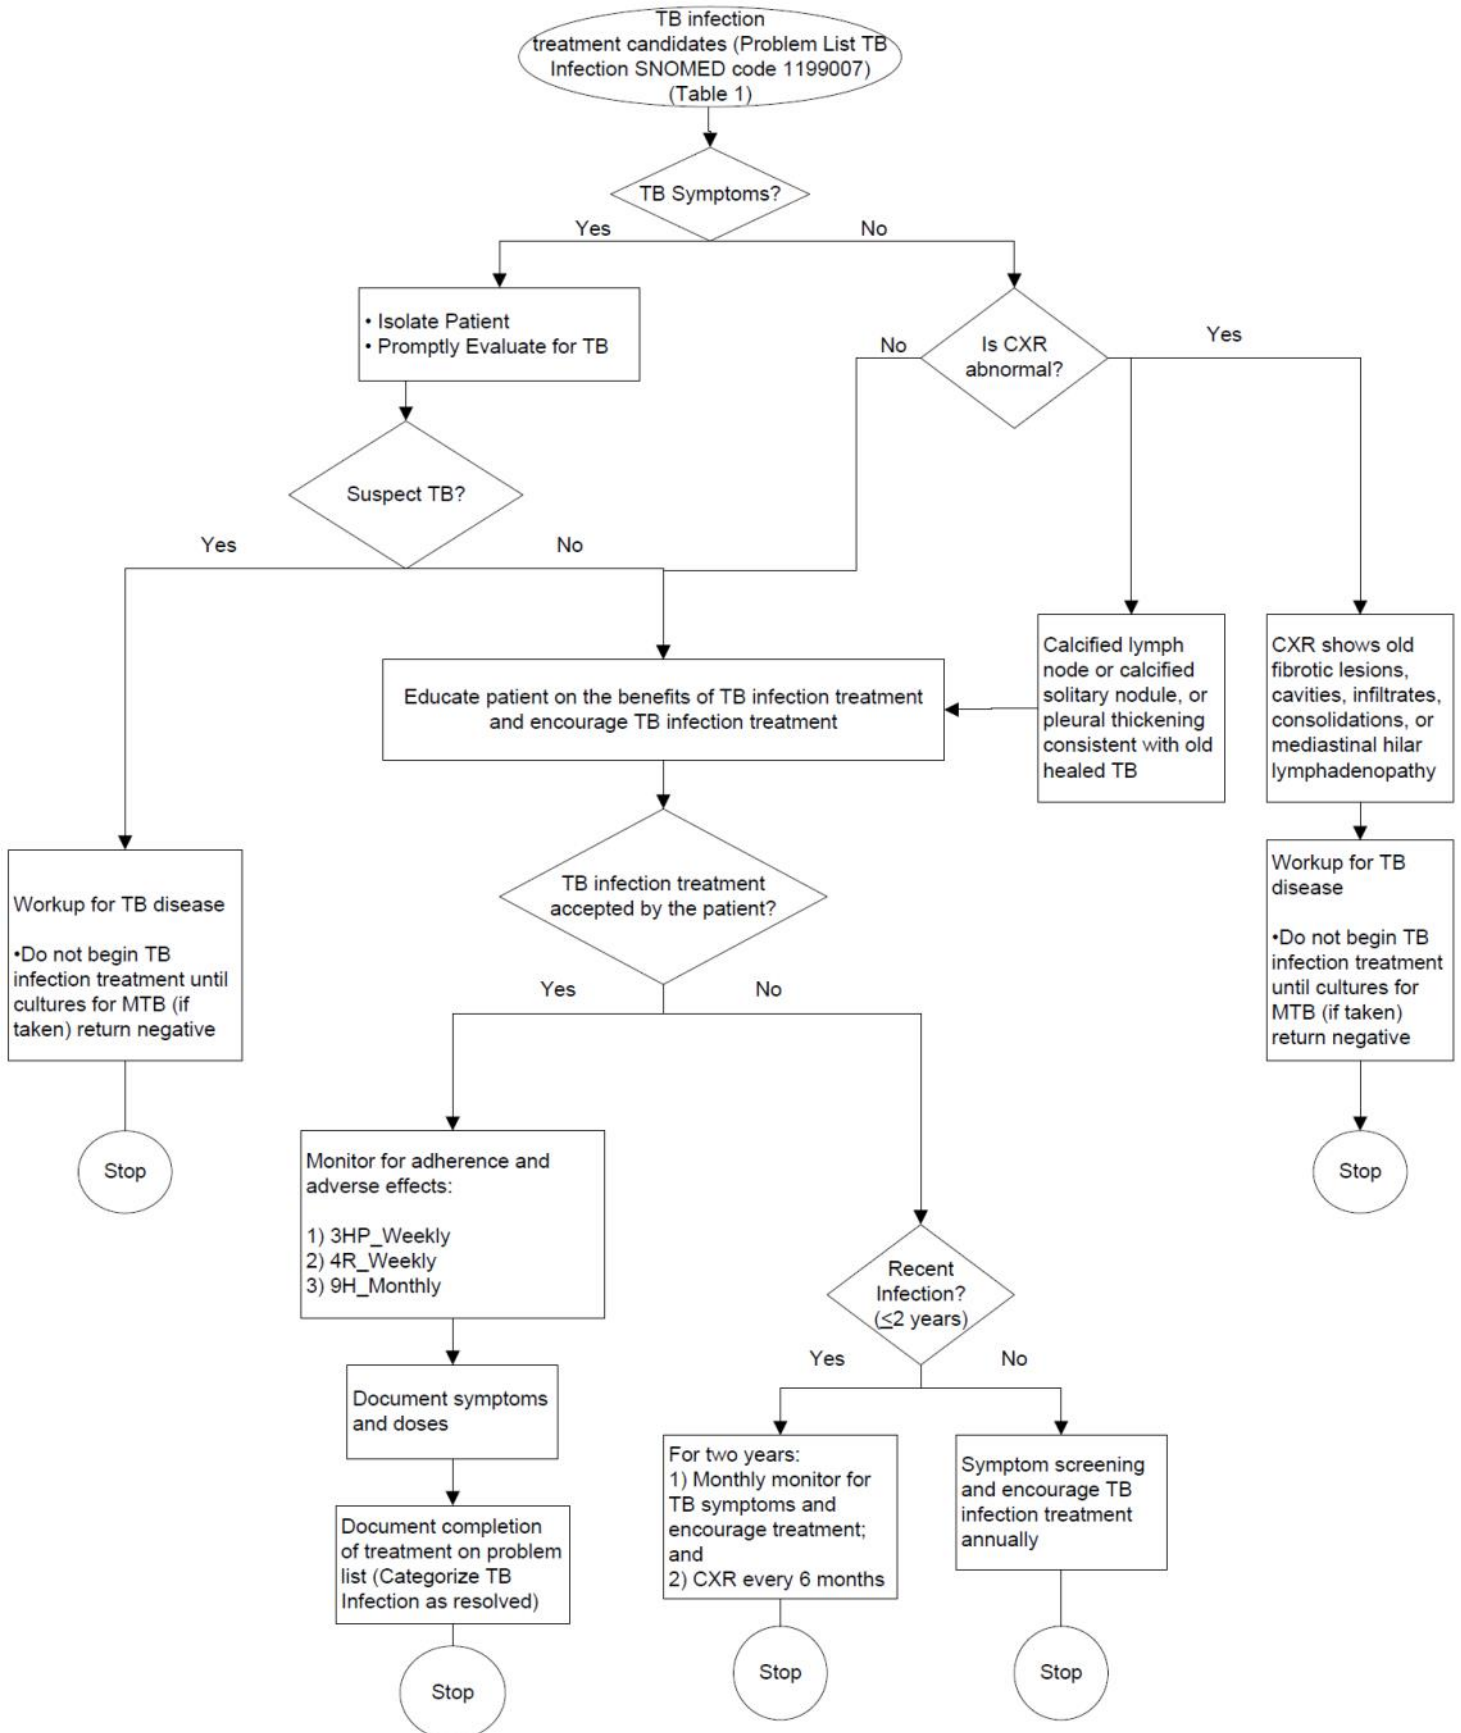 TB infection
treatment candidates (Problem List TB
Infection SNOMED code 1199007)
(Table 1)
TB Symptoms?
Yes
No
• Isolate Patient
• Promptly Evaluate for TB
Is CXR
abnormal?
No
Yes
Suspect TB?
Yes
No
Calcified lymph
node or calcified
solitary nodule, or
pleural thickening
consistent with old
healed TB
CXR shows old
fibrotic lesions,
cavities, infiltrates,
consolidations, or
mediastinal hilar
lymphadenopathy
Educate patient on the benefits of TB infection treatment
and encourage TB infection treatment
Workup for TB disease
•Do not begin TB
infection treatment until
cultures for MTB (if
taken) return negative
TB infection treatment
accepted by the patient?
Workup for TB
disease
•Do not begin TB
infection treatment
until cultures for
MTB (if taken)
return negative
Yes
No
Stop
Monitor for adherence and
adverse effects:
1) 3HP_Weekly
2) 4R_Weekly
3) 9H_Monthly
Stop
Recent
Infection?
(≤2 years)
Yes
No
Document symptoms
and doses
For two years:
1) Monthly monitor for
TB symptoms and
encourage treatment;
and
2) CXR every 6 months
Symptom screening
and encourage TB
infection treatment
annually
Document completion
of treatment on problem
list (Categorize TB
Infection as resolved)
Stop
Stop
Stop